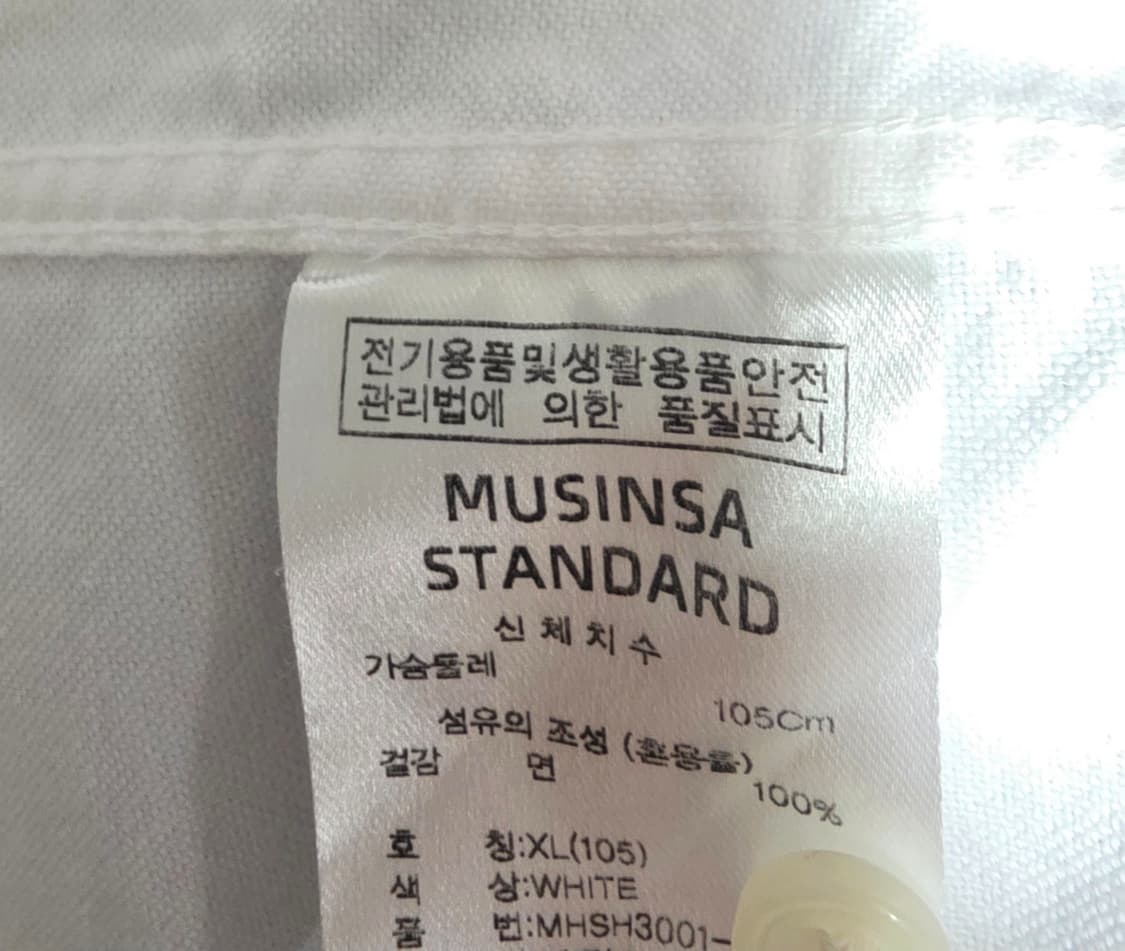 전기용품및생활용품안전
관리법에 의한 품질표시
MUSINSA
STANDARD
신체치수
가슴둘레
105Cm
섬유의 조성 (혼용률)
겉감 면
100%
호 칭:XL(105)
색 상:WHITE
품 번:MHSH3001-